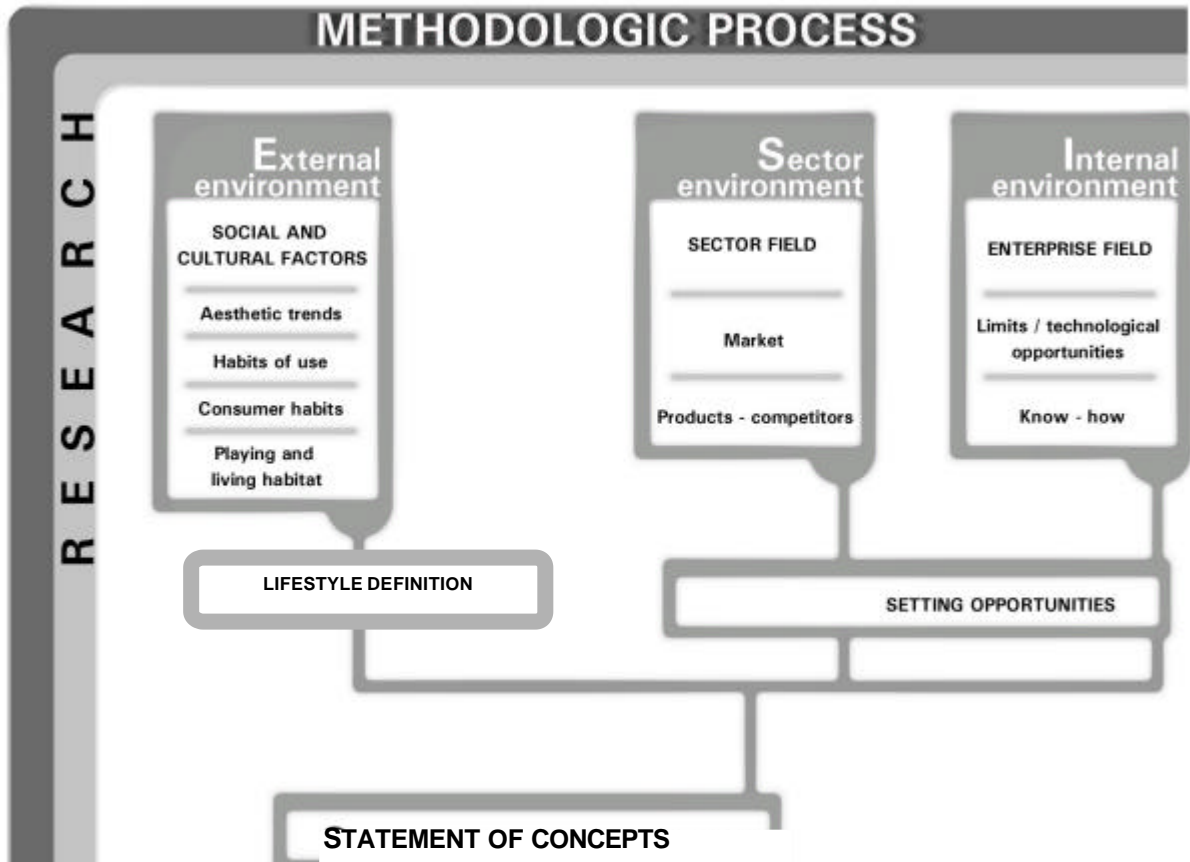 METHODOLOGIC PROCESS
RESEARCH
External
environment
SOCIAL AND
CULTURAL FACTORS
Aesthetic trends
Habits of use
Consumer habits
Playing and
living habitat
Sector
environment
SECTOR FIELD
Market
Products - competitors
Internal
environment
ENTERPRISE FIELD
Limits / technological
opportunities
Know - how
LIFESTYLE DEFINITION
SETTING OPPORTUNITIES
STATEMENT OF CONCEPTS